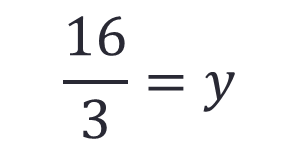 16/3 = y